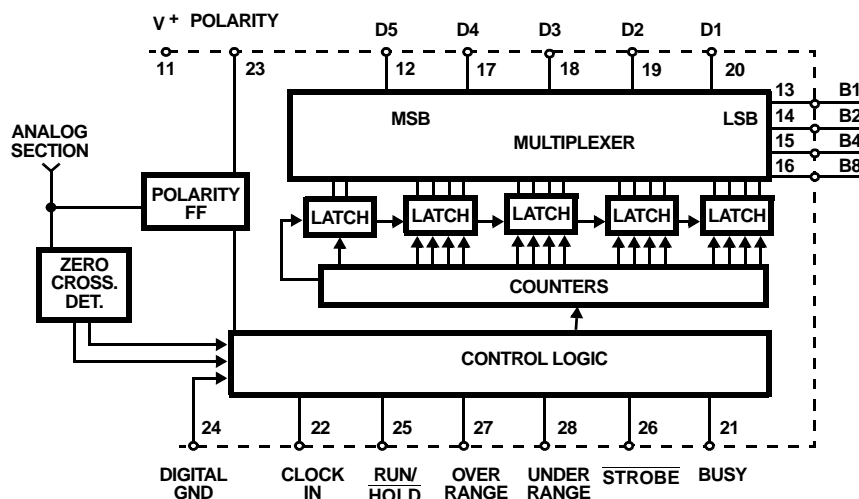 V+ POLARITY D5 D4 D3 D2 D1
11 23 12 17 18 19 20
13 B1
14 B2
15 B4
16 B8
MSB LSB
MULTIPLEXER
ANALOG
SECTION
POLARITY
FF
LATCH LATCH LATCH LATCH LATCH
ZERO
CROSS.
DET.
COUNTERS
CONTROL LOGIC
24 22 25 27 28 26 21
DIGITAL
GND
CLOCK
IN
RUN/
HOLD
OVER
RANGE
UNDER
RANGE
STROBE
BUSY